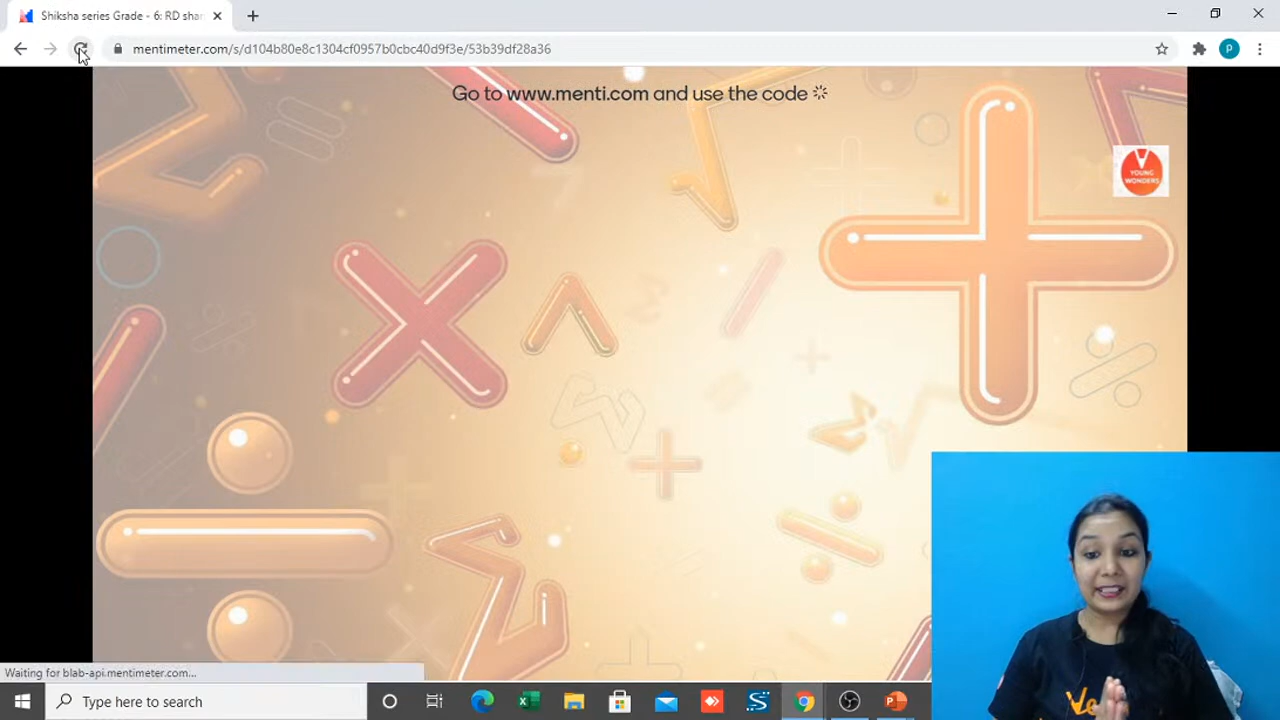 Shiksha series Grade - 6: RD shar
mentimeter.com/s/d104b80e8c1304cf0957b0cbc40d9f3e/53b39df28a36
P
Go to www.menti.com and use the code
YOUNG
WONDERS
Waiting for blab-api.mentimeter.com...
Type here to search